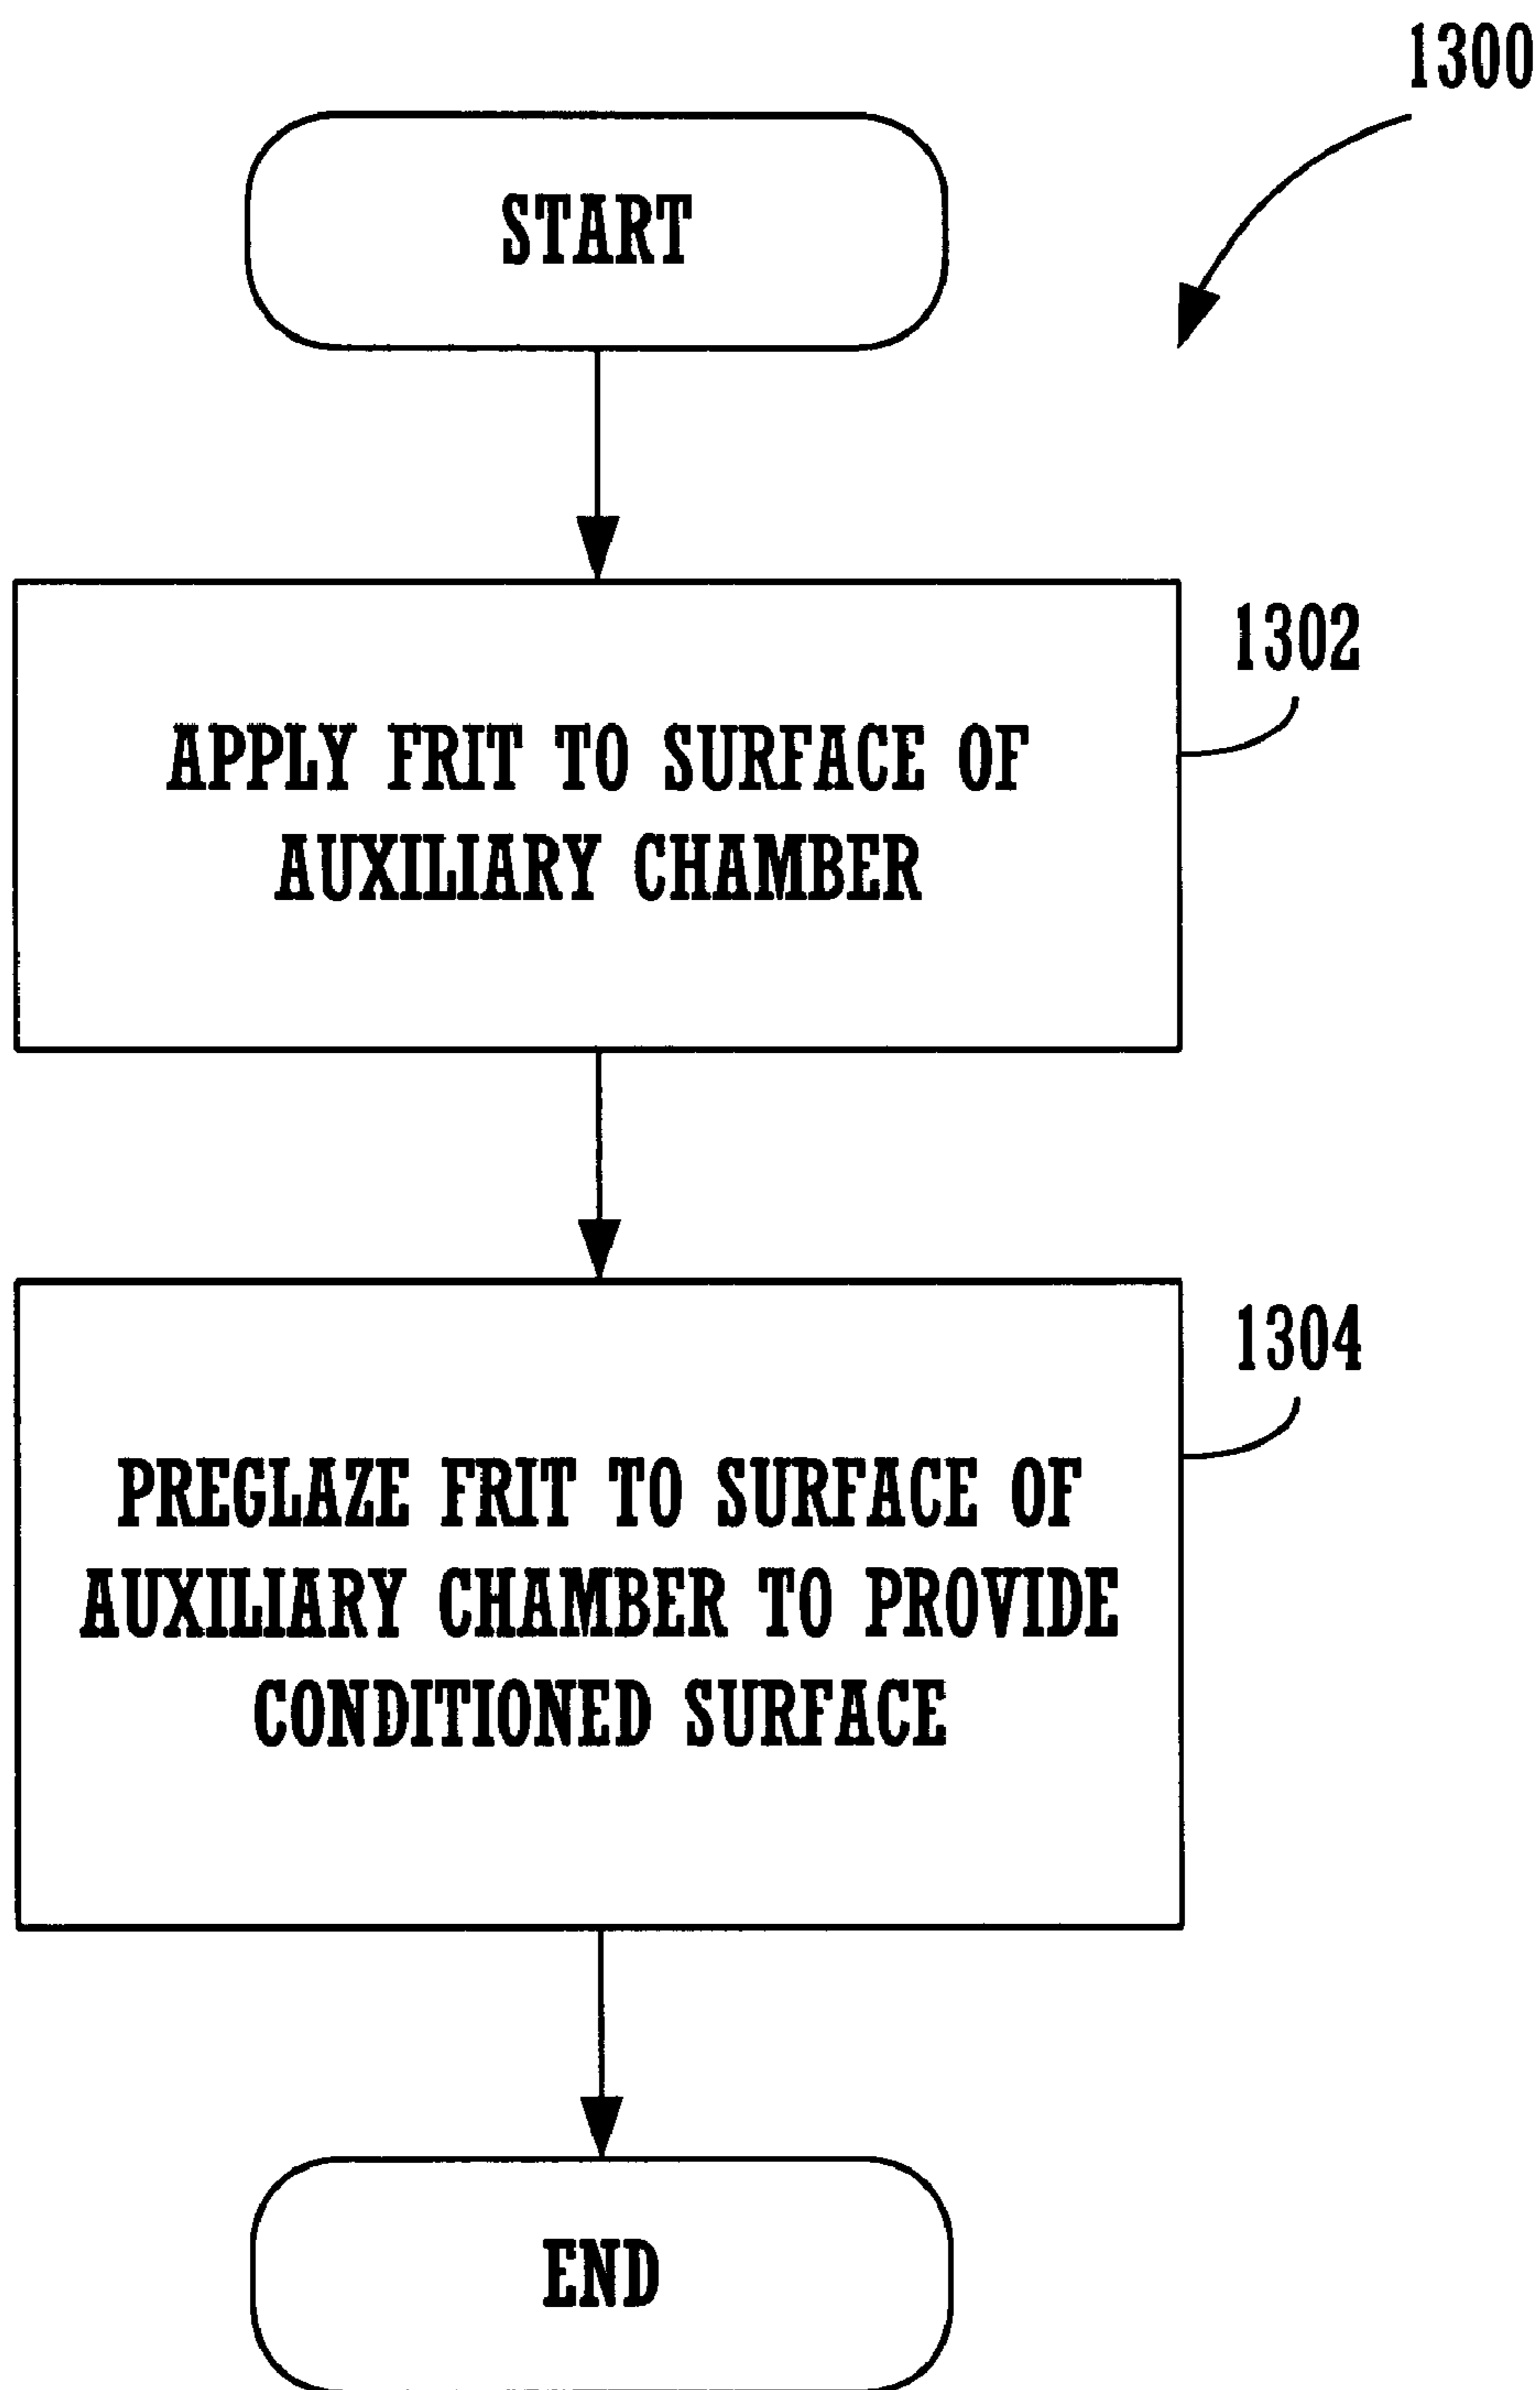 1300
START
1302
APPLY FRIT TO SURFACE OF
AUXILIARY CHAMBER
1304
PREGLAZE FRIT TO SURFACE OF
AUXILIARY CHAMBER TO PROVIDE
CONDITIONED SURFACE
END